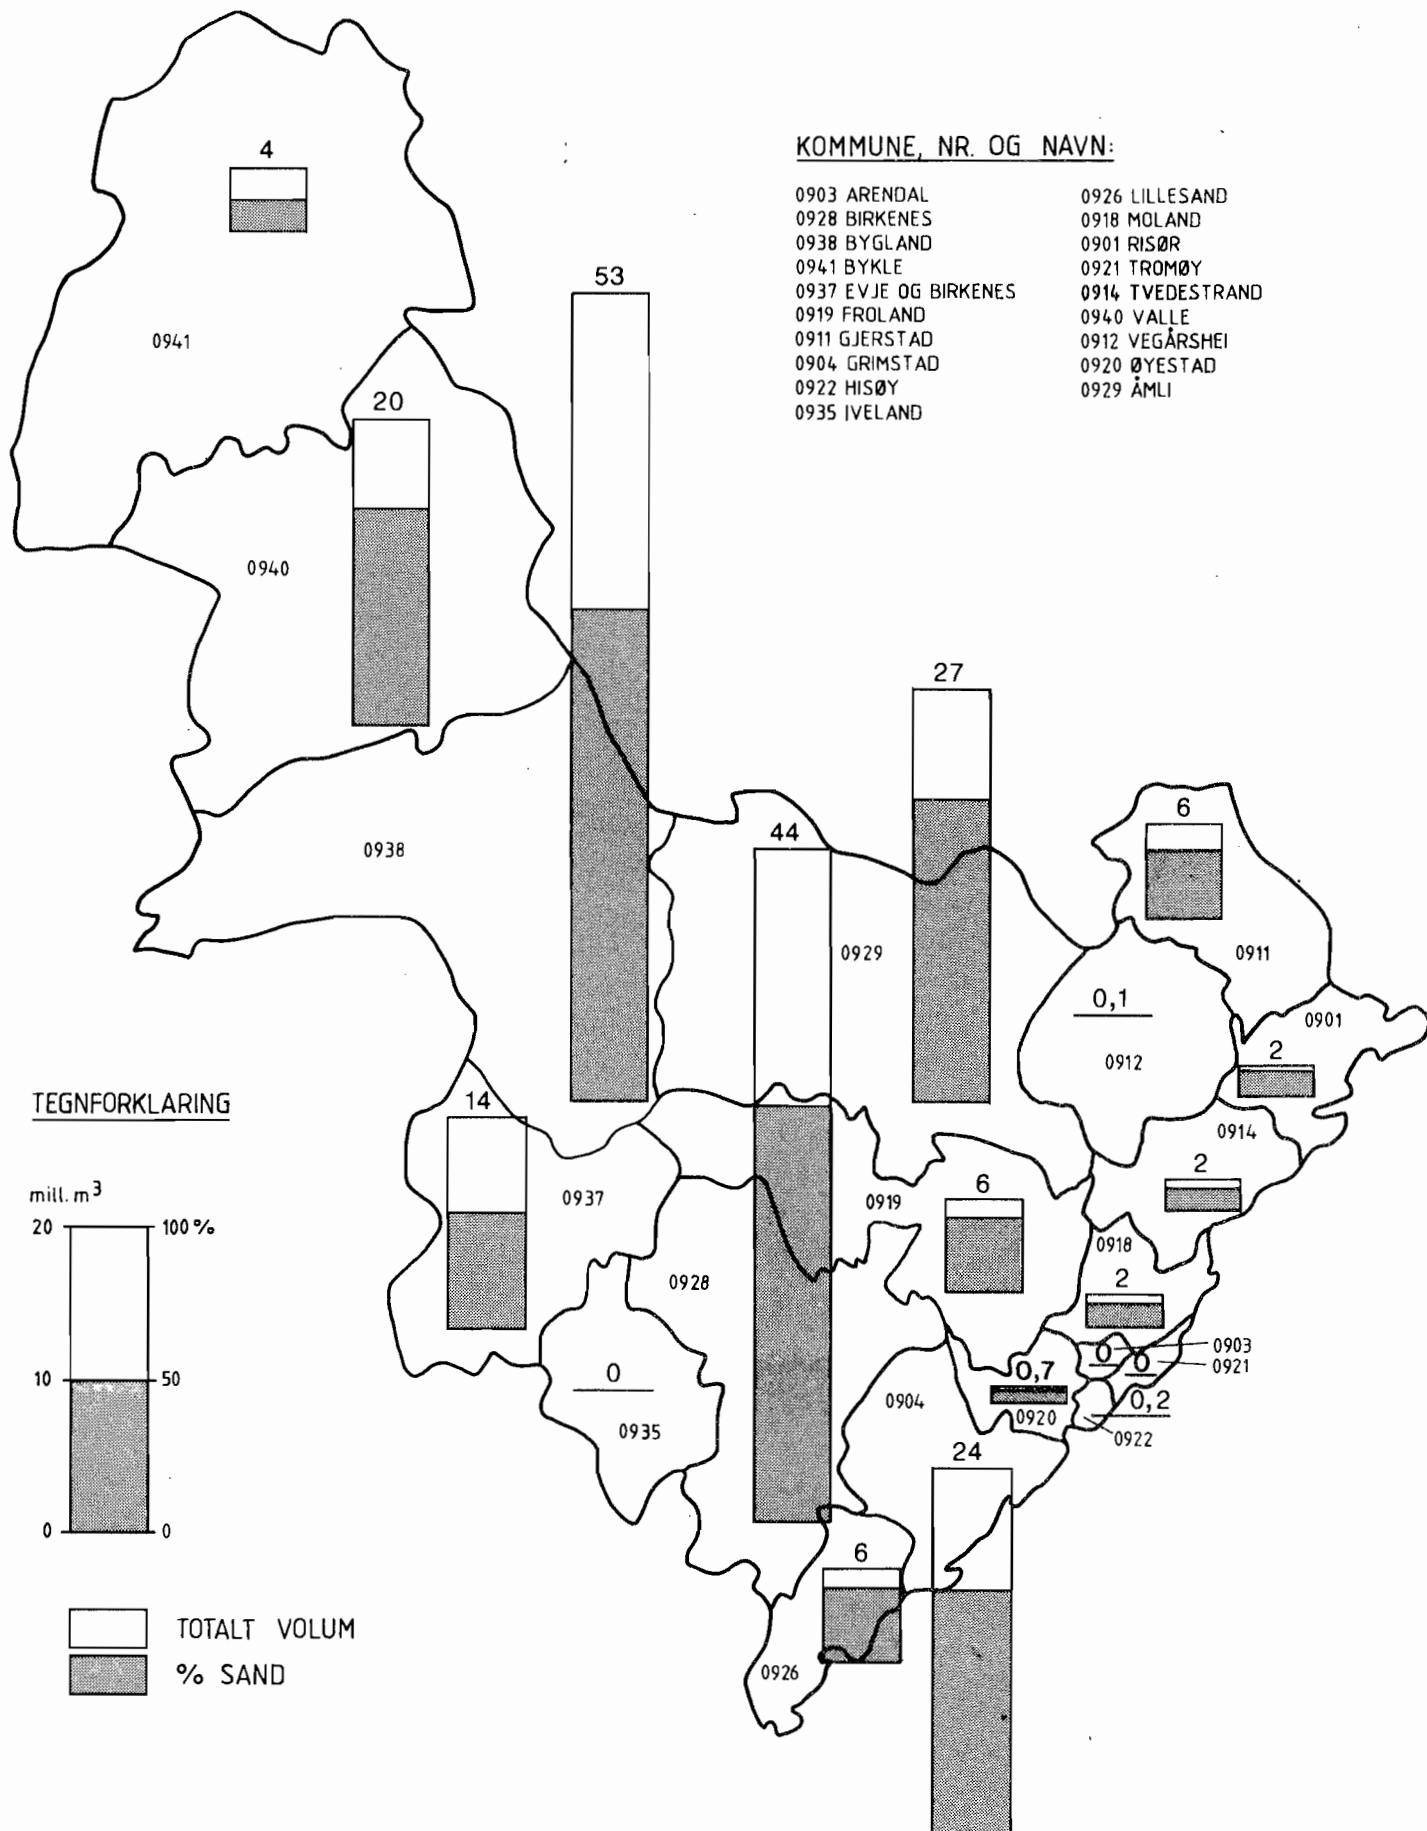 KOMMUNE, NR. OG NAVN:
0903 ARENDAL
0928 BIRKENES
0938 BYGLAND
0941 BYKLE
0937 EVJE OG BIRKENES
0919 FROLAND
0911 GJERSTAD
0904 GRIMSTAD
0922 HISØY
0935 IVELAND
0926 LILLESAND
0918 MOLAND
0901 RISØR
0921 TROMØY
0914 TVEDESTRAND
0940 VALLE
0912 VEGÅRSHEI
0920 ØYESTAD
0929 ÅMLI
4
0941
53
20
0940
27
0938
44
6
0929
0911
0,1
0901
0912
2
14
0914
0937
2
0919
6
0918
0928
2
0903
0
0
0921
0
0,7
0904
0,2
0935
0920
0922
24
6
0926
TEGNFORKLARING
mill. m³
20 100 %
10 50
0 0
TOTALT VOLUM
% SAND